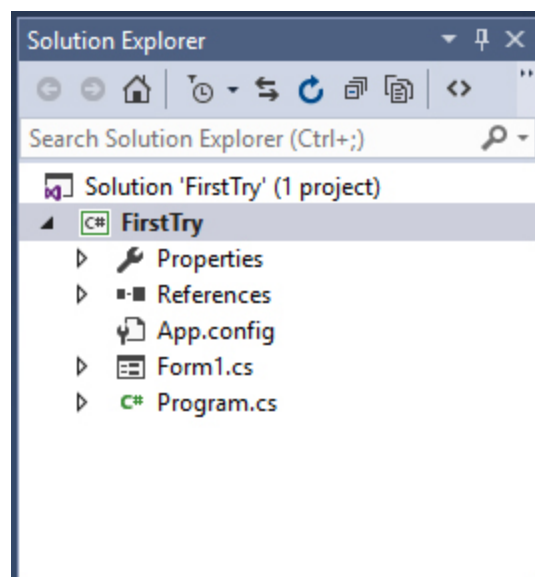 Solution Explorer
Search Solution Explorer (Ctrl+;)
Solution 'FirstTry' (1 project)
C# FirstTry
Properties
References
App.config
Form1.cs
C# Program.cs